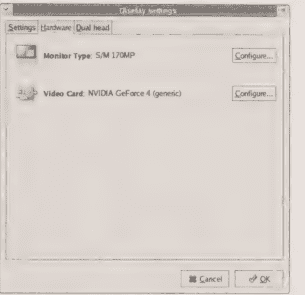 Display settings
Settings Hardware Dual head
Monitor Type: S/M 170MP
Configure...
Video Card: NVIDIA GeForce 4 (generic)
Configure...
Cancel
OK